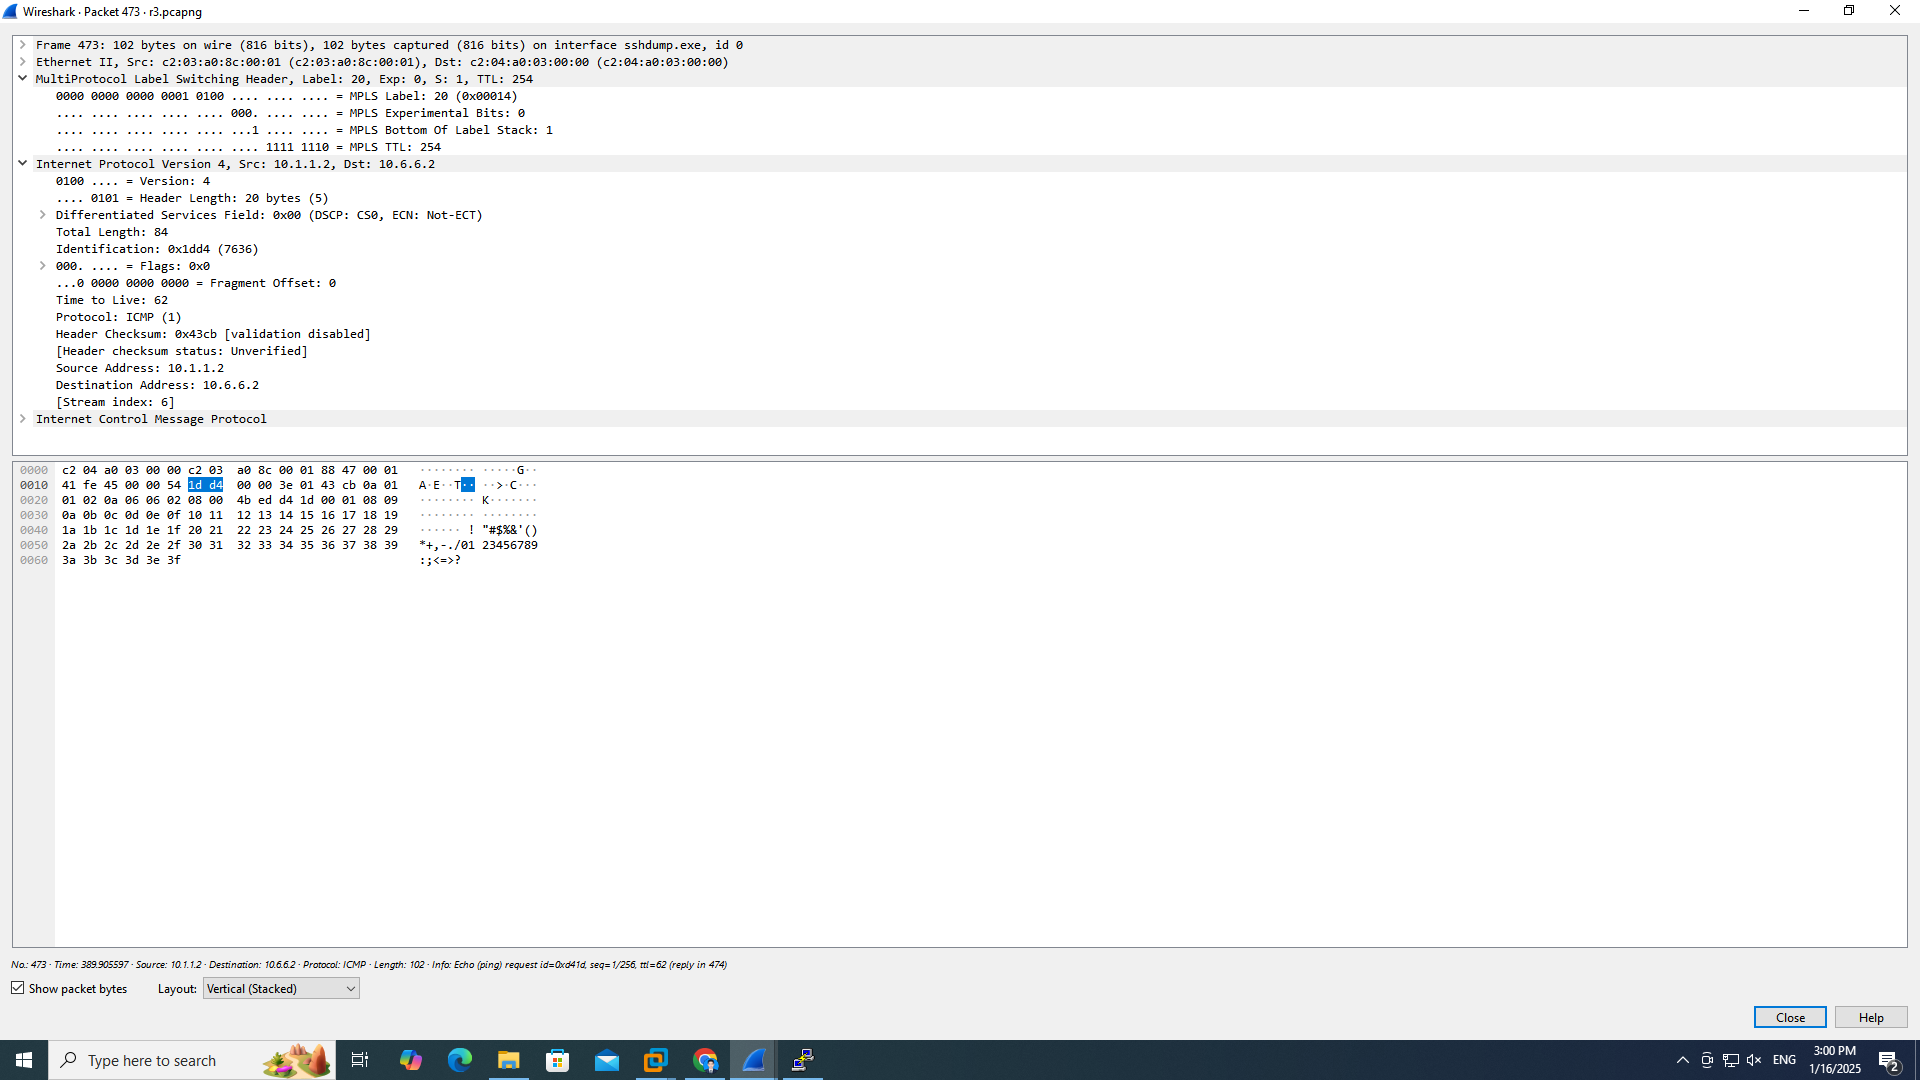 Wireshark · Packet 473 · r3.pcapng
Frame 473: 102 bytes on wire (816 bits), 102 bytes captured (816 bits) on interface sshdump.exe, id 0
Ethernet II, Src: c2:03:a0:8c:00:01 (c2:03:a0:8c:00:01), Dst: c2:04:a0:03:00:00 (c2:04:a0:03:00:00)
MultiProtocol Label Switching Header, Label: 20, Exp: 0, S: 1, TTL: 254
0000 0000 0000 0001 0100 .... .... .... = MPLS Label: 20 (0x00014)
.... .... .... .... .... 000. .... .... = MPLS Experimental Bits: 0
.... .... .... .... .... ...1 .... .... = MPLS Bottom Of Label Stack: 1
.... .... .... .... .... .... 1111 1110 = MPLS TTL: 254
Internet Protocol Version 4, Src: 10.1.1.2, Dst: 10.6.6.2
0100 .... = Version: 4
.... 0101 = Header Length: 20 bytes (5)
Differentiated Services Field: 0x00 (DSCP: CS0, ECN: Not-ECT)
Total Length: 84
Identification: 0x1dd4 (7636)
000. .... = Flags: 0x0
...0 0000 0000 0000 = Fragment Offset: 0
Time to Live: 62
Protocol: ICMP (1)
Header Checksum: 0x43cb [validation disabled]
[Header checksum status: Unverified]
Source Address: 10.1.1.2
Destination Address: 10.6.6.2
[Stream index: 6]
Internet Control Message Protocol
0000 c2 04 a0 03 00 00 c2 03 a0 8c 00 01 88 47 00 01 ········ ·····G··
0010 41 fe 45 00 00 54 1d d4 00 00 3e 01 43 cb 0a 01 A·E··T·· ··>·C···
0020 01 02 0a 06 06 02 08 00 4b ed d4 1d 00 01 08 09 ········ K·······
0030 0a 0b 0c 0d 0e 0f 10 11 12 13 14 15 16 17 18 19 ········ ········
0040 1a 1b 1c 1d 1e 1f 20 21 22 23 24 25 26 27 28 29 ······ ! "#$%&'()
0050 2a 2b 2c 2d 2e 2f 30 31 32 33 34 35 36 37 38 39 *+,-./01 23456789
0060 3a 3b 3c 3d 3e 3f :;<=>?
No.: 473 · Time: 389.905597 · Source: 10.1.1.2 · Destination: 10.6.6.2 · Protocol: ICMP · Length: 102 · Info: Echo (ping) request id=0xd41d, seq=1/256, ttl=62 (reply in 474)
Show packet bytes Layout: Vertical (Stacked)
Close Help
Type here to search ENG 3:00 PM
1/16/2025 2